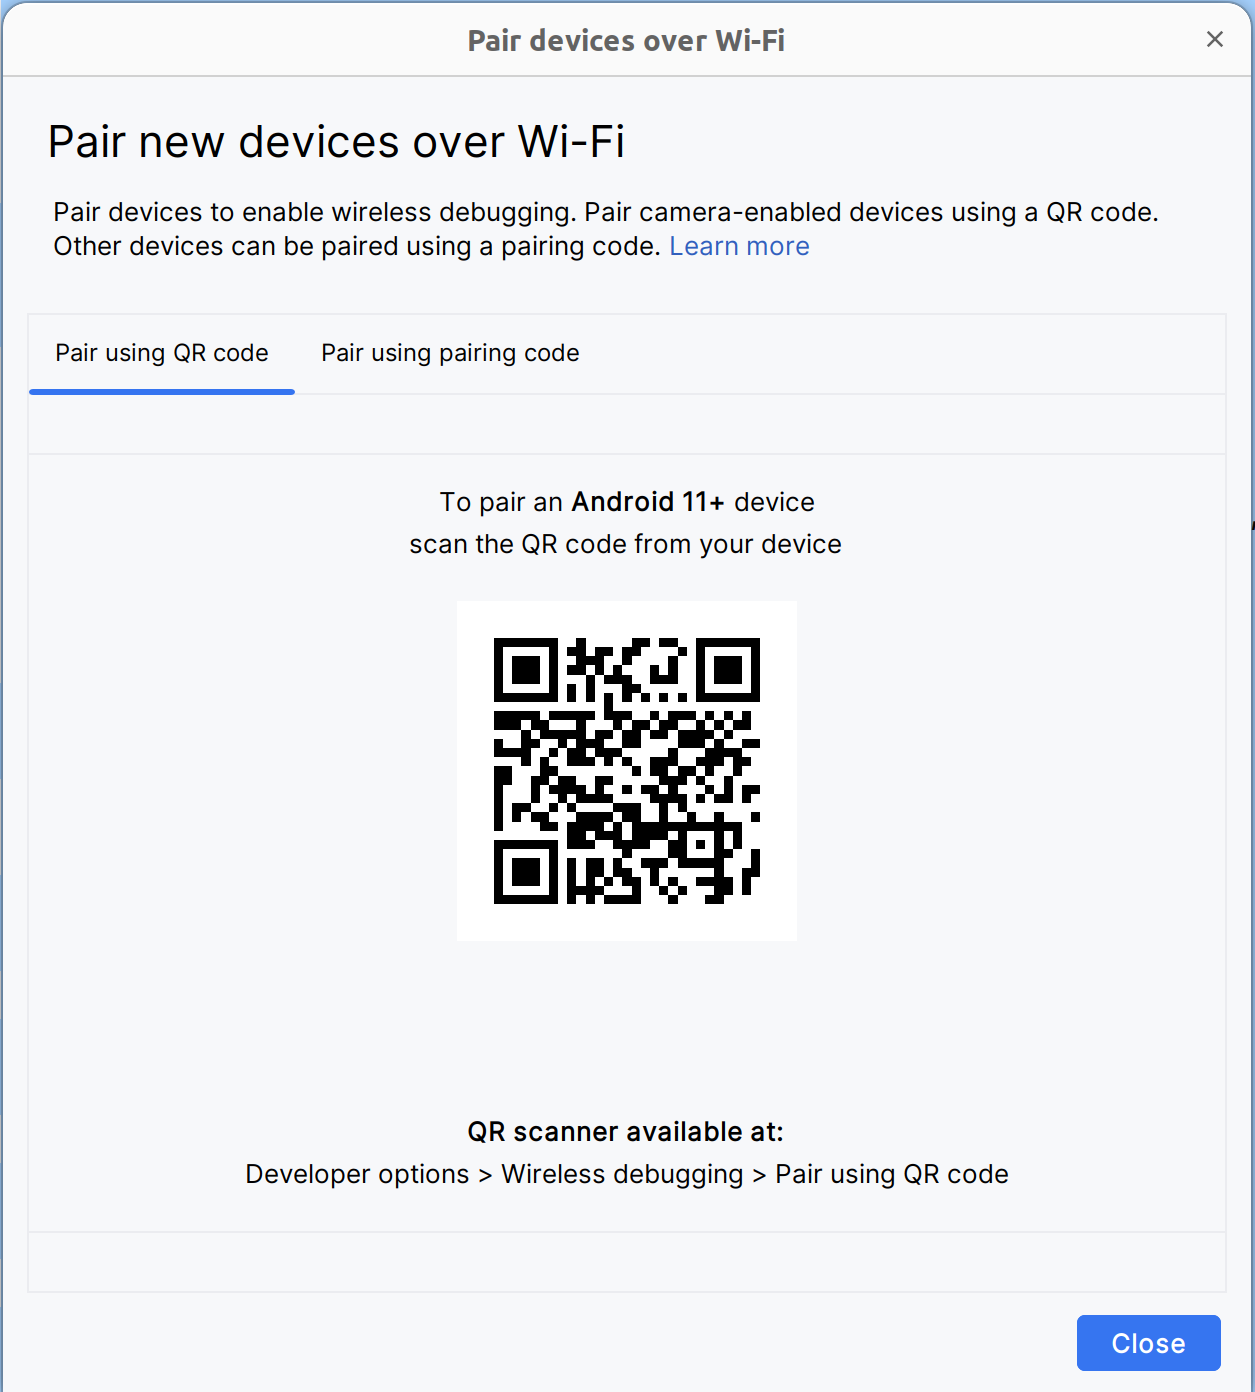 Pair devices over Wi-Fi
Pair new devices over Wi-Fi
Pair devices to enable wireless debugging. Pair camera-enabled devices using a QR code.
Other devices can be paired using a pairing code. Learn more
Pair using QR code
Pair using pairing code
To pair an Android 11+ device
scan the QR code from your device
QR scanner available at:
Developer options > Wireless debugging > Pair using QR code
Close